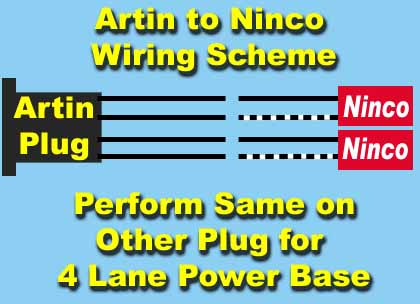 Artin to Ninco
Wiring Scheme
Artin
Plug
Ninco
Ninco
Perform Same on
Other Plug for
4 Lane Power Base